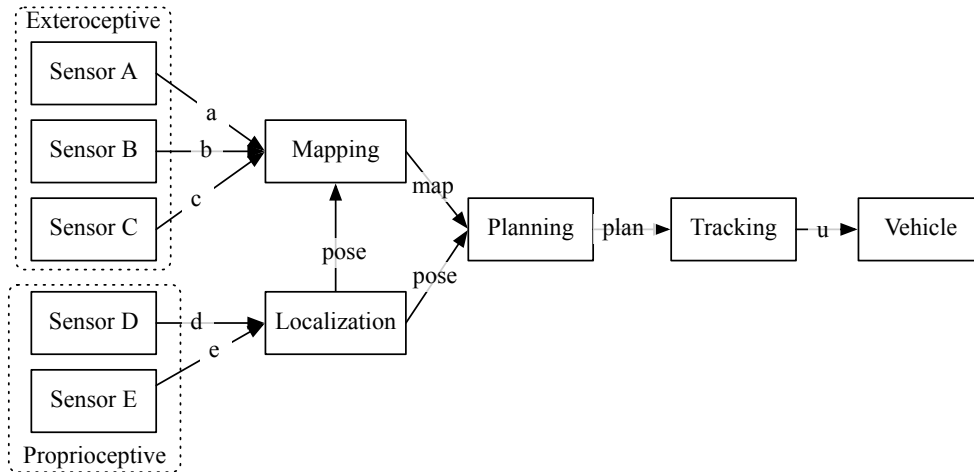 Exteroceptive
Sensor A
a
Sensor B
b
Mapping
Sensor C
c
map
Planning
plan
Tracking
u
Vehicle
pose
pose
Sensor D
d
Localization
e
Sensor E
Proprioceptive